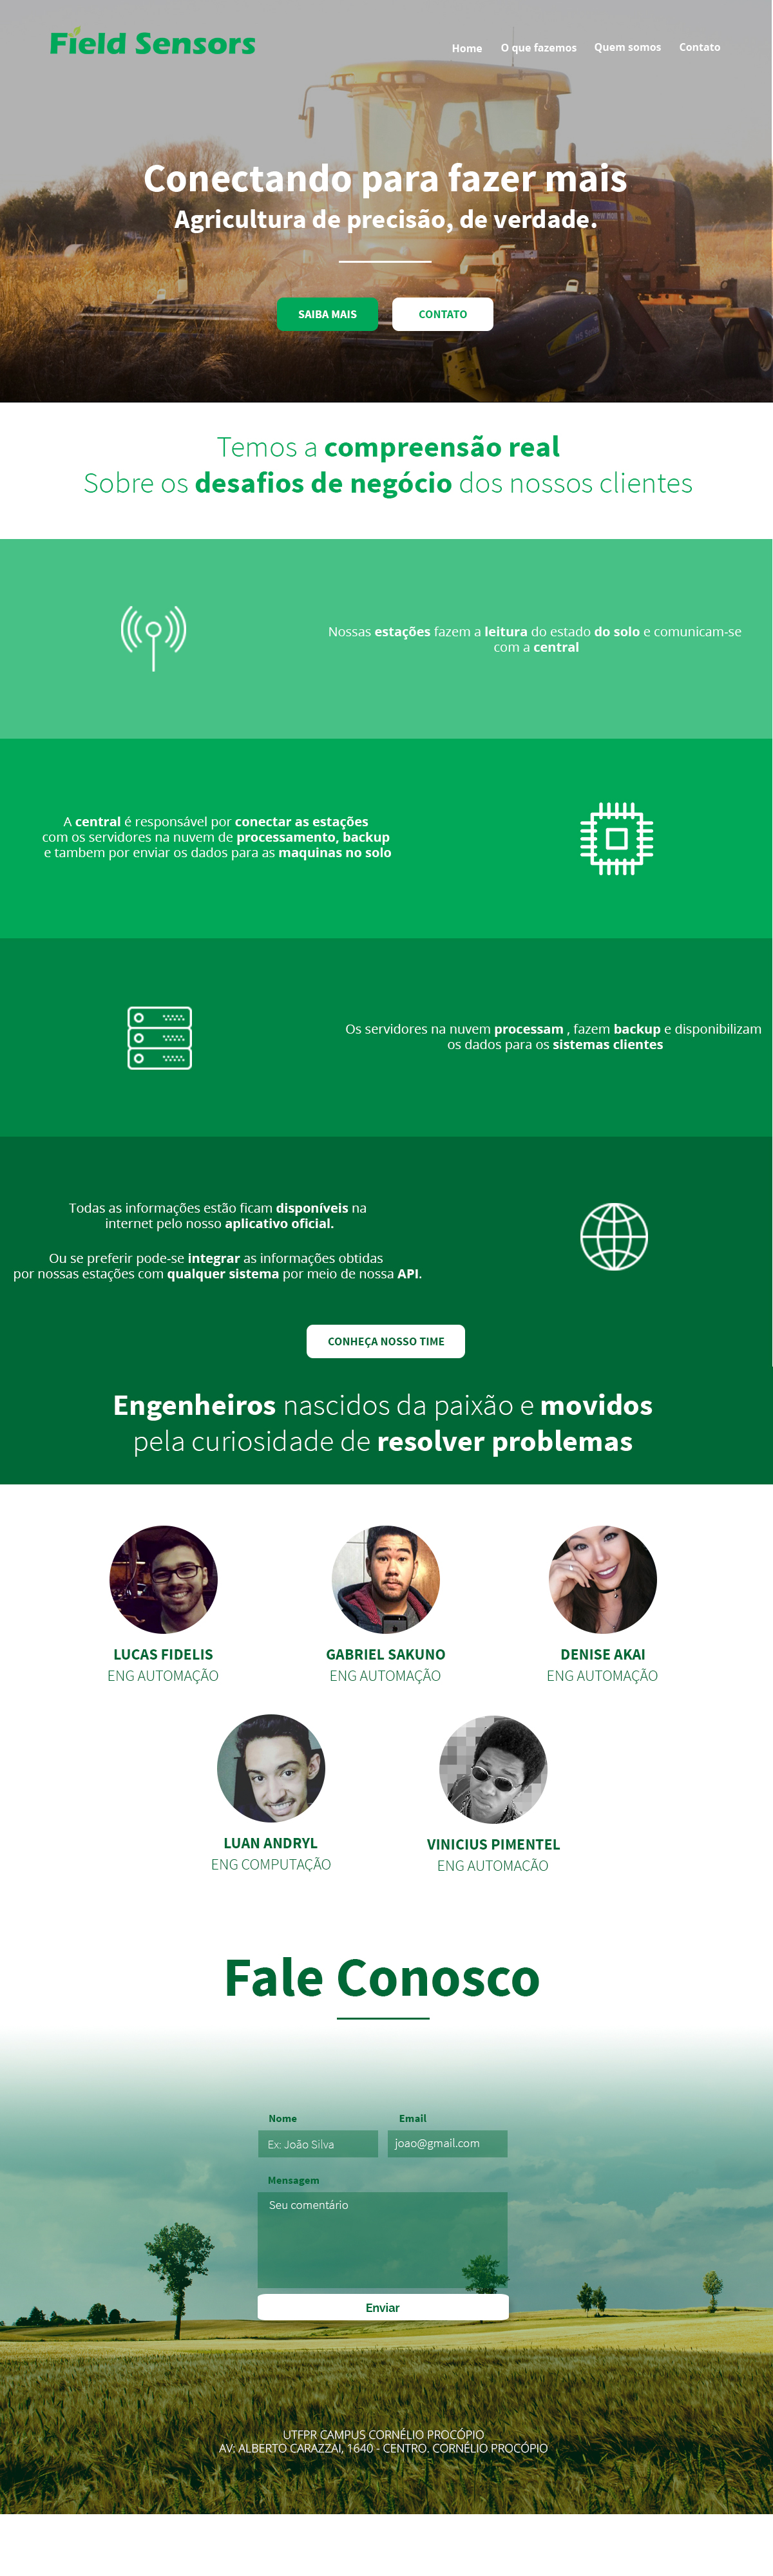 Field Sensors
Home O que fazemos Quem somos Contato
Conectando para fazer mais
Agricultura de precisão, de verdade.
SAIBA MAIS CONTATO
Temos a compreensão real
Sobre os desafios de negócio dos nossos clientes
Nossas estações fazem a leitura do estado do solo e comunicam-se
com a central
A central é responsável por conectar as estações
com os servidores na nuvem de processamento, backup
e tambem por enviar os dados para as maquinas no solo
Os servidores na nuvem processam , fazem backup e disponibilizam
os dados para os sistemas clientes
Todas as informações estão ficam disponíveis na
internet pelo nosso aplicativo oficial.
Ou se preferir pode-se integrar as informações obtidas
por nossas estações com qualquer sistema por meio de nossa API.
CONHEÇA NOSSO TIME
Engenheiros nascidos da paixão e movidos
pela curiosidade de resolver problemas
LUCAS FIDELIS GABRIEL SAKUNO DENISE AKAI
ENG AUTOMAÇÃO ENG AUTOMAÇÃO ENG AUTOMAÇÃO
LUAN ANDRYL VINICIUS PIMENTEL
ENG COMPUTAÇÃO ENG AUTOMAÇÃO
Fale Conosco
Nome Email
Ex: João Silva joao@gmail.com
Mensagem
Seu comentário
Enviar
UTFPR CAMPUS CORNÉLIO PROCÓPIO
AV: ALBERTO CARAZZAI, 1640 - CENTRO. CORNÉLIO PROCÓPIO